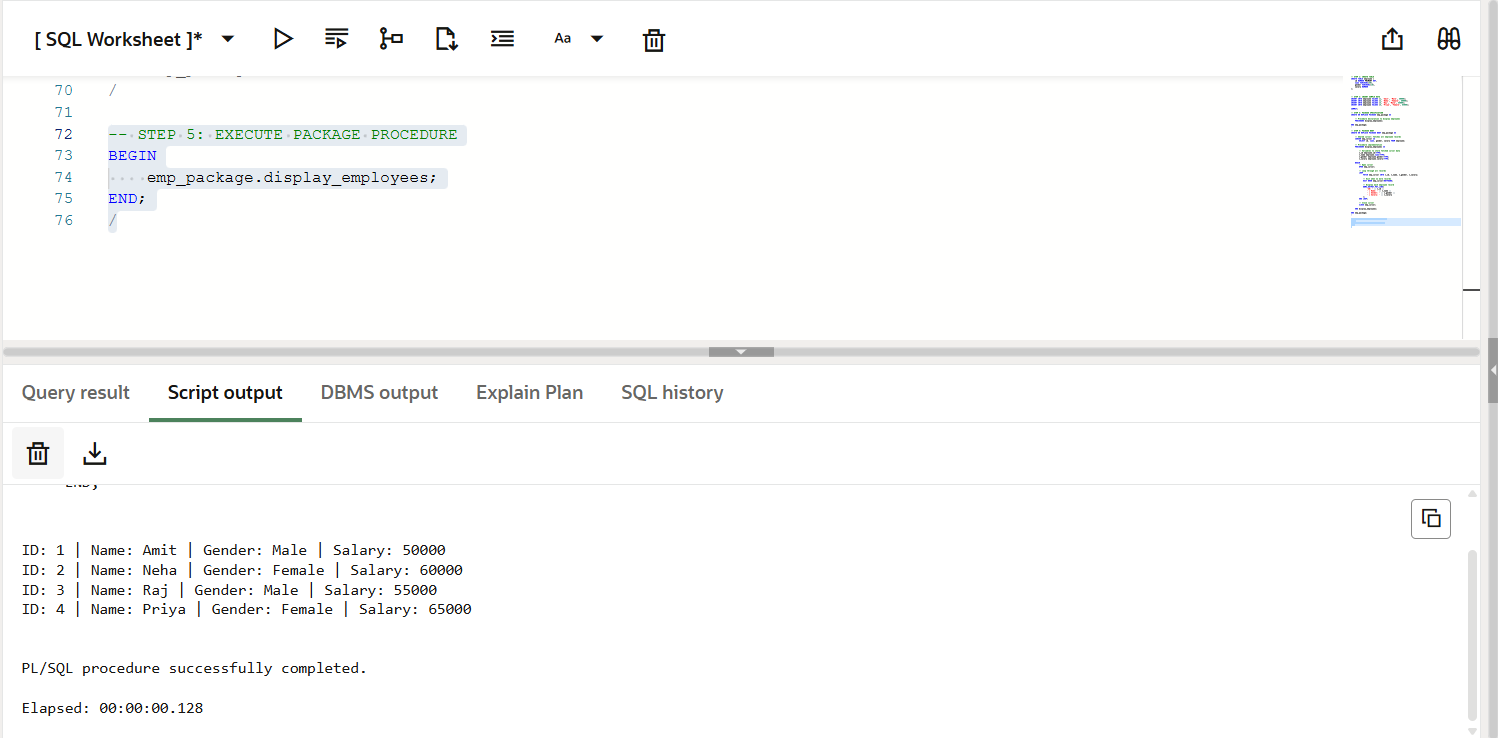 [ SQL Worksheet ]*
Aa
70 /
71
72 -- STEP 5: EXECUTE PACKAGE PROCEDURE
73 BEGIN
74     emp_package.display_employees;
75 END;
76 /
Query result Script output DBMS output Explain Plan SQL history
END;
ID: 1 | Name: Amit | Gender: Male | Salary: 50000
ID: 2 | Name: Neha | Gender: Female | Salary: 60000
ID: 3 | Name: Raj | Gender: Male | Salary: 55000
ID: 4 | Name: Priya | Gender: Female | Salary: 65000
PL/SQL procedure successfully completed.
Elapsed: 00:00:00.128